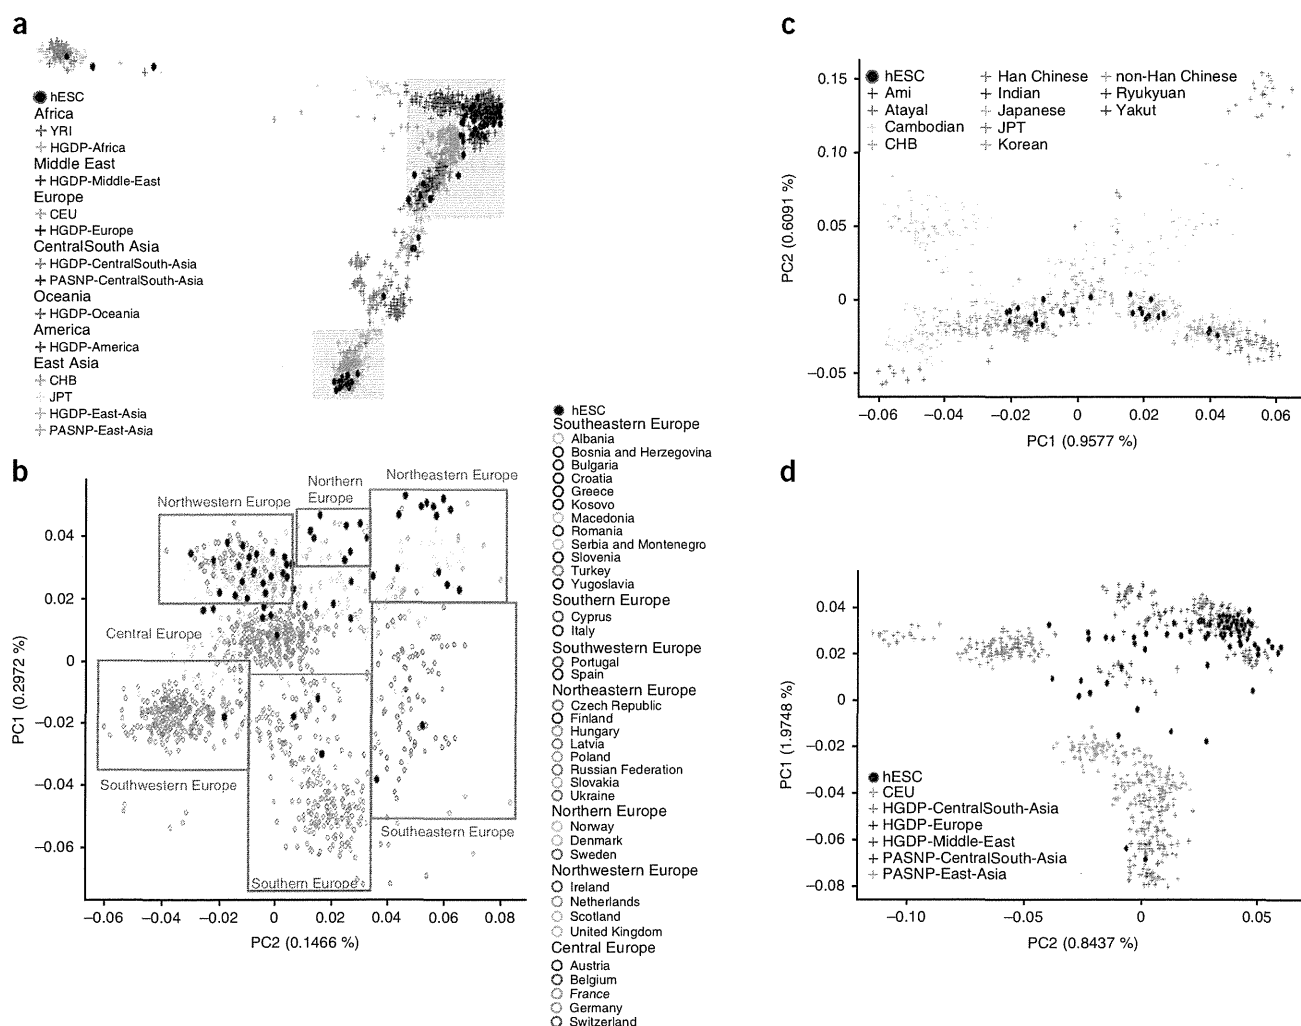 a
hESC
Africa
YRI
HGDP-Africa
Middle East
HGDP-Middle-East
Europe
CEU
HGDP-Europe
CentralSouth Asia
HGDP-CentralSouth-Asia
PASNP-CentralSouth-Asia
Oceania
HGDP-Oceania
America
HGDP-America
East Asia
CHB
JPT
HGDP-East-Asia
PASNP-East-Asia
b
Northwestern Europe
Northern
Europe
Northeastern Europe
Central Europe
Southwestern Europe
Southern Europe
Southeastern Europe
0.04
0.02
0
−0.02
−0.04
−0.06
PC1 (0.2972 %)
−0.06 −0.04 −0.02 0 0.02 0.04 0.06 0.08
PC2 (0.1466 %)
hESC
Southeastern Europe
Albania
Bosnia and Herzegovina
Bulgaria
Croatia
Greece
Kosovo
Macedonia
Romania
Serbia and Montenegro
Slovenia
Turkey
Yugoslavia
Southern Europe
Cyprus
Italy
Southwestern Europe
Portugal
Spain
Northeastern Europe
Czech Republic
Finland
Hungary
Latvia
Poland
Russian Federation
Slovakia
Ukraine
Northern Europe
Norway
Denmark
Sweden
Northwestern Europe
Ireland
Netherlands
Scotland
United Kingdom
Central Europe
Austria
Belgium
France
Germany
Switzerland
c
hESC Han Chinese non-Han Chinese
Ami Indian Ryukyuan
Atayal Japanese Yakut
Cambodian JPT
CHB Korean
0.15
0.10
0.05
0
−0.05
PC2 (0.6091 %)
−0.06 −0.04 −0.02 0 0.02 0.04 0.06
PC1 (0.9577 %)
d
0.04
0.02
0
−0.02
−0.04
−0.06
−0.08
PC1 (1.9748 %)
hESC
CEU
HGDP-CentralSouth-Asia
HGDP-Europe
HGDP-Middle-East
PASNP-CentralSouth-Asia
PASNP-East-Asia
−0.10 −0.05 0 0.05
PC2 (0.8437 %)